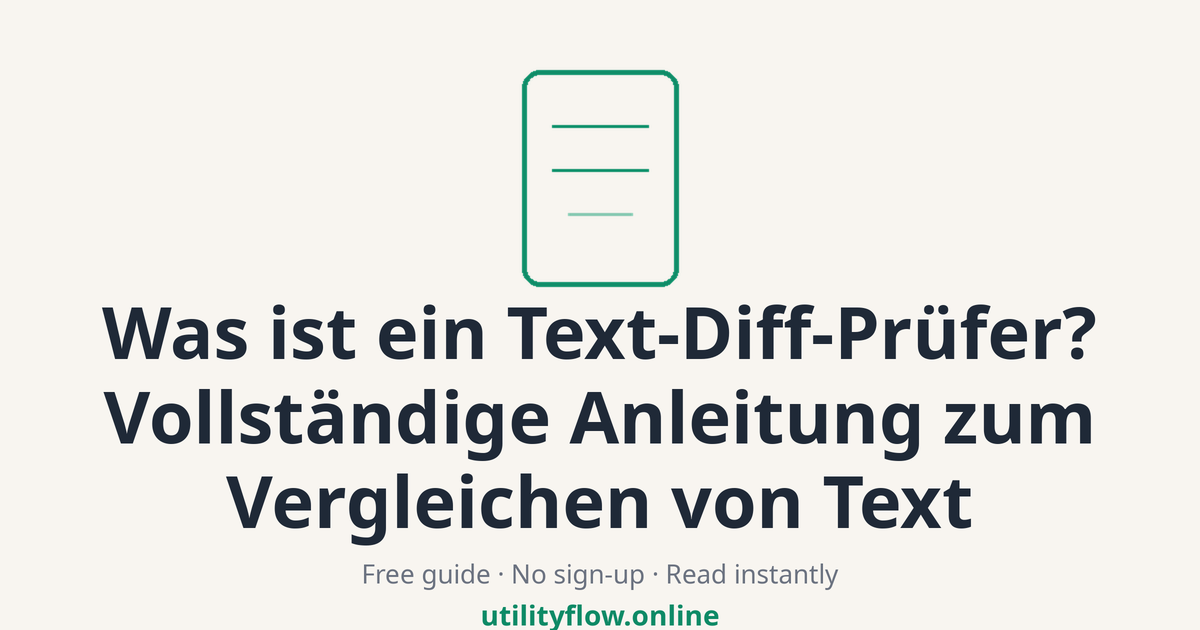 Was ist ein Text-Diff-Prüfer?
Vollständige Anleitung zum
Vergleichen von Text
Free guide · No sign-up · Read instantly
utilityflow.online